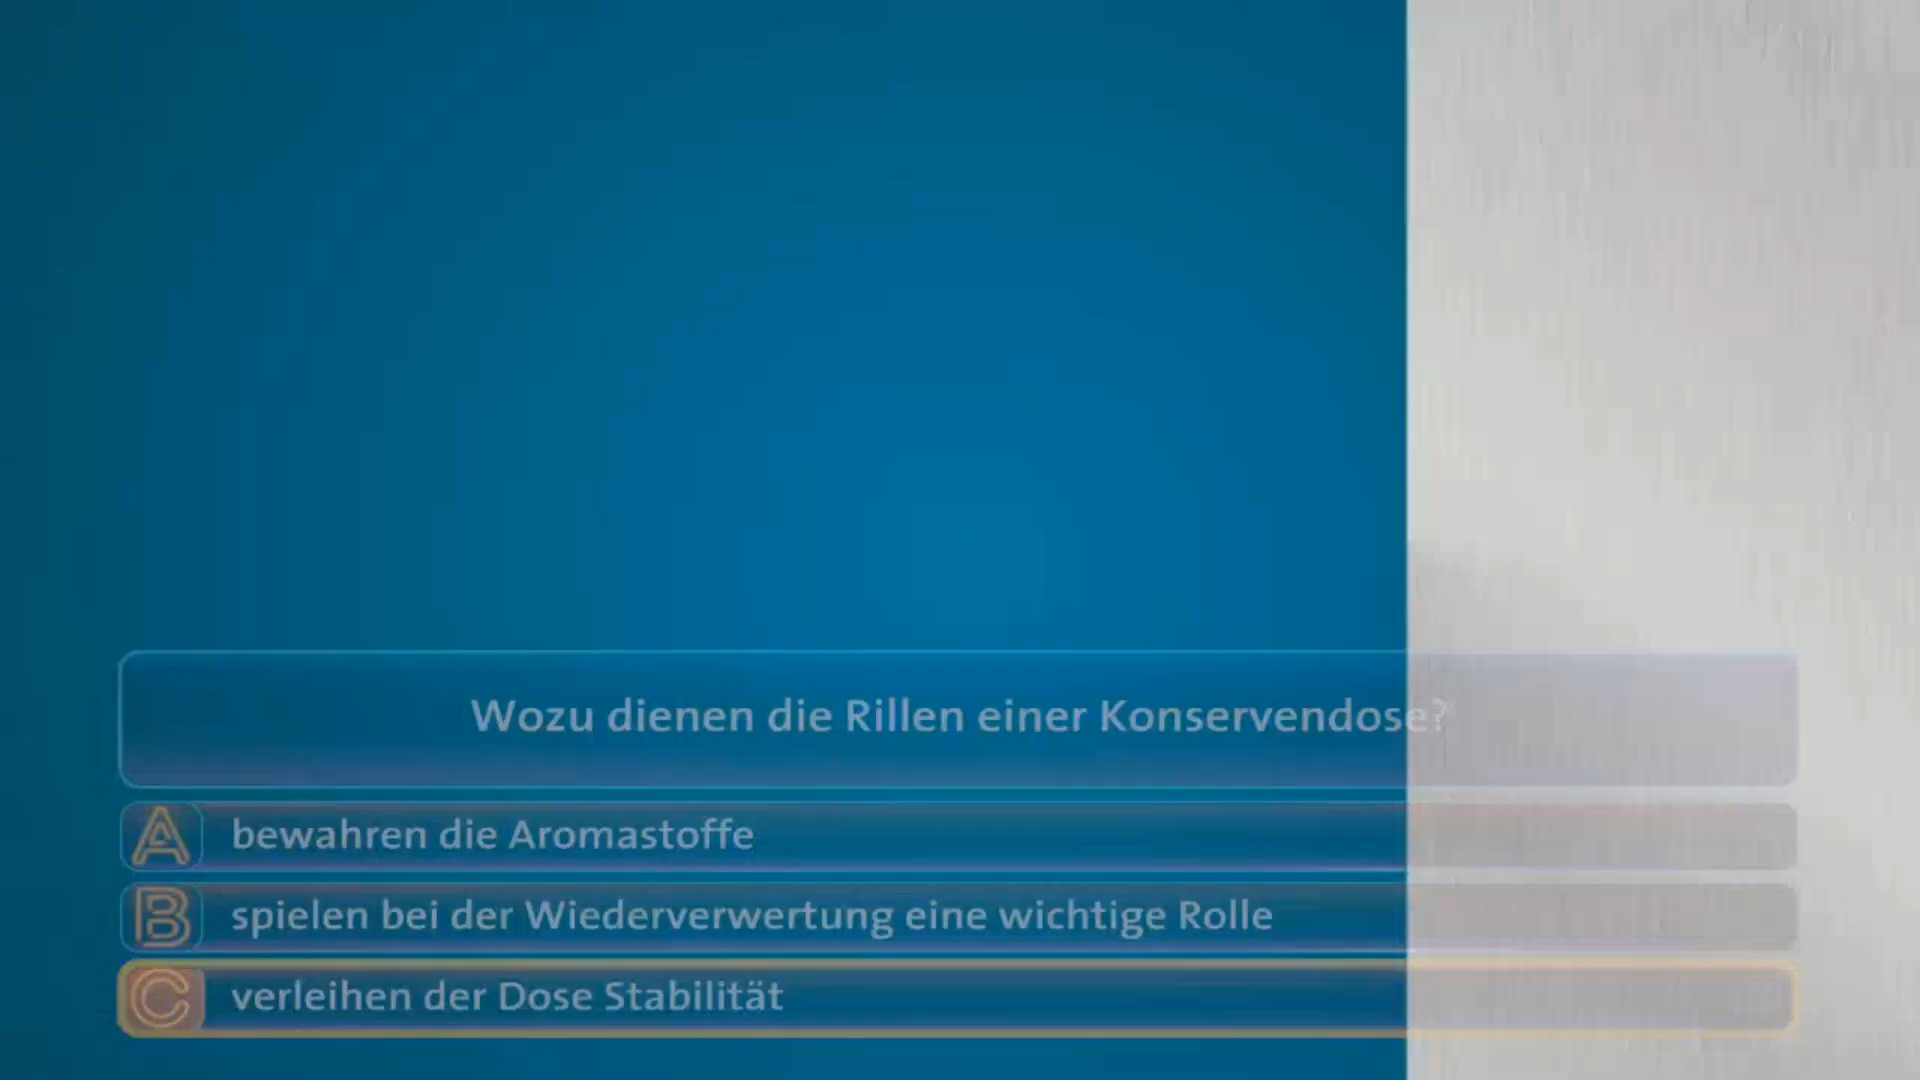 Wozu dienen die Rillen einer Konservendose?
A bewahren die Aromastoffe
B spielen bei der Wiederverwertung eine wichtige Rolle
C verleihen der Dose Stabilität